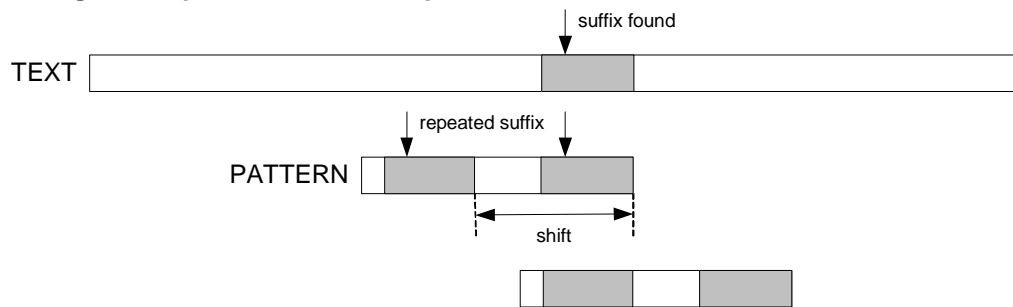 suffix found
TEXT
repeated suffix
PATTERN
shift